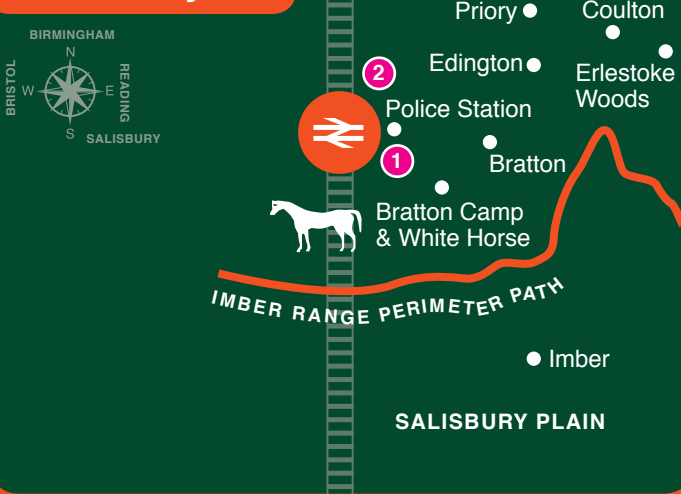 Priory
Coulton
BIRMINGHAM
N
BRISTOL
W
E
READING
S
SALISBURY
2
Edington
Erlestoke
Woods
Police Station
1
Bratton
Bratton Camp
& White Horse
IMBER RANGE PERIMETER PATH
Imber
SALISBURY PLAIN